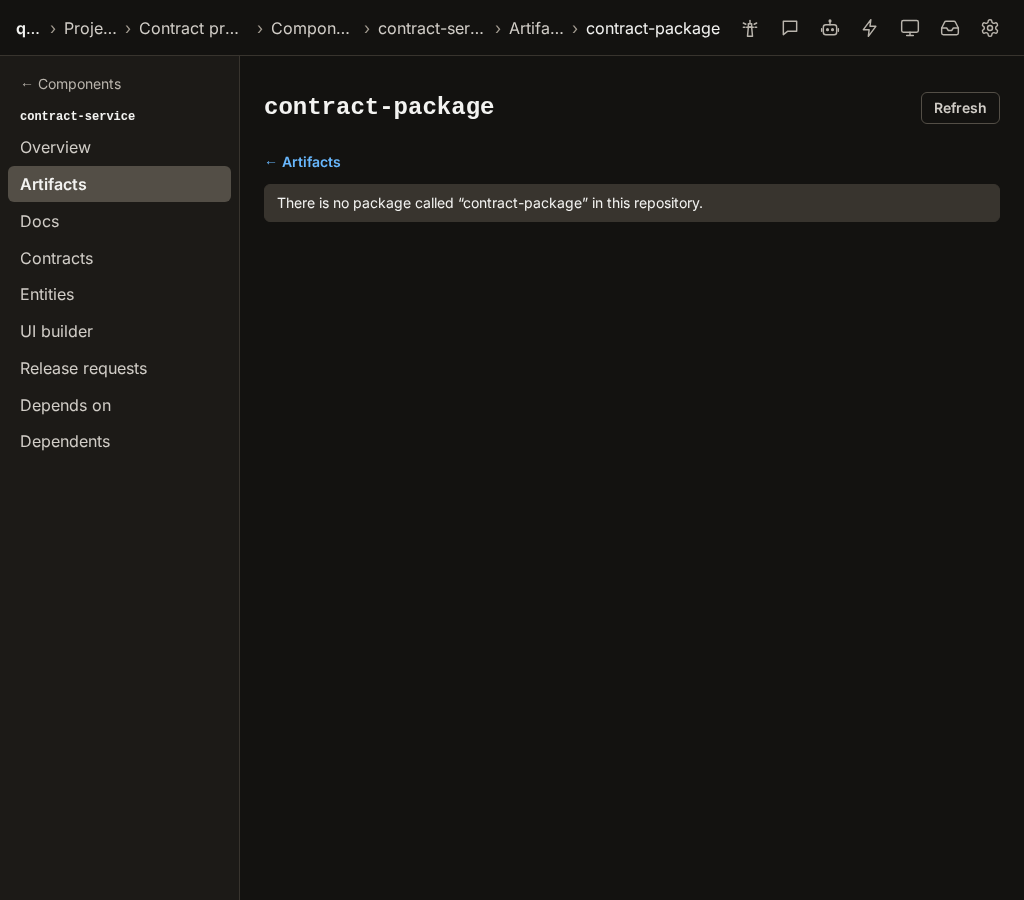 q... › Proje... › Contract pr... › Compon... › contract-ser... › Artifa... › contract-package
← Components
contract-service
Overview
Artifacts
Docs
Contracts
Entities
UI builder
Release requests
Depends on
Dependents
contract-package
Refresh
← Artifacts
There is no package called “contract-package” in this repository.